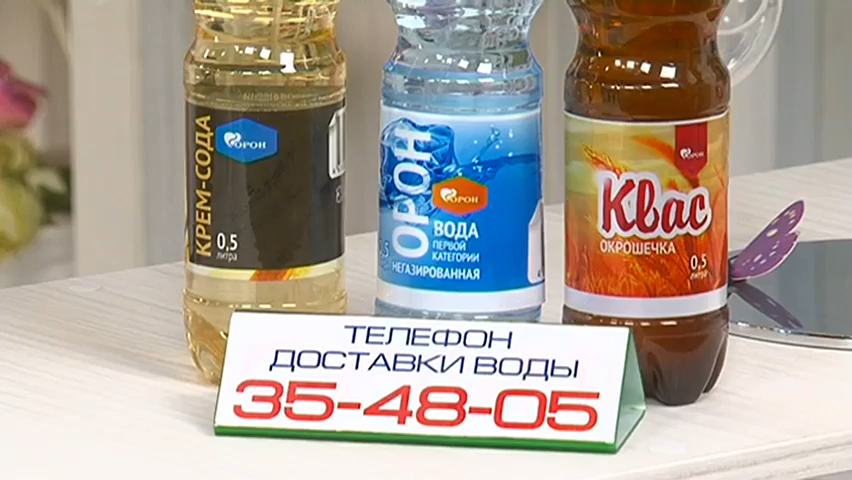 КРЕМ-СОДА
ОРОН
0,5
литра
ОРОН
ОРОН
ВОДА
ПЕРВОЙ
КАТЕГОРИИ
НЕГАЗИРОВАННАЯ
ОРОН
Квас
ОКРОШЕЧКА
0,5
литра
ТЕЛЕФОН
ДОСТАВКИ ВОДЫ
35-48-05